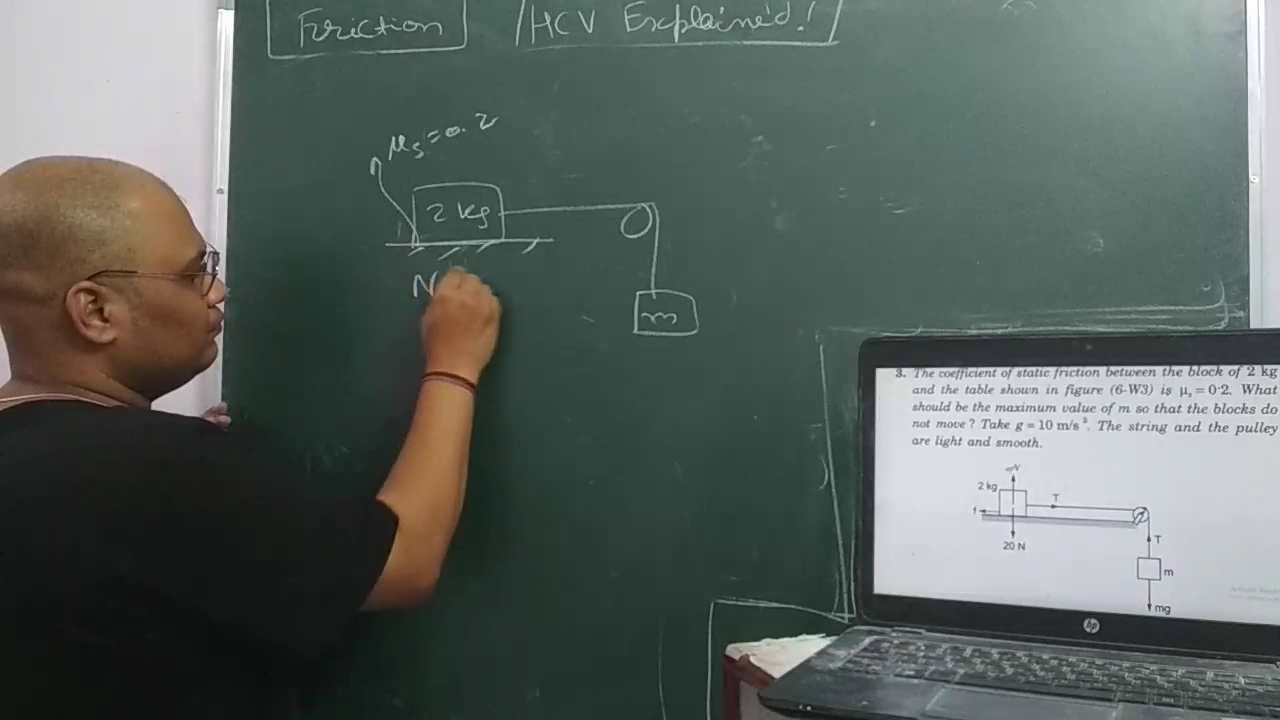 Friction
HCV Explained!
μs = 0.2
2 kg
N
m
3. The coefficient of static friction between the block of 2 kg
and the table shown in figure (6-W3) is μs = 0·2. What
should be the maximum value of m so that the blocks do
not move? Take g = 10 m/s². The string and the pulley
are light and smooth.
N
2 kg
T
f
20 N
T
m
mg
hp